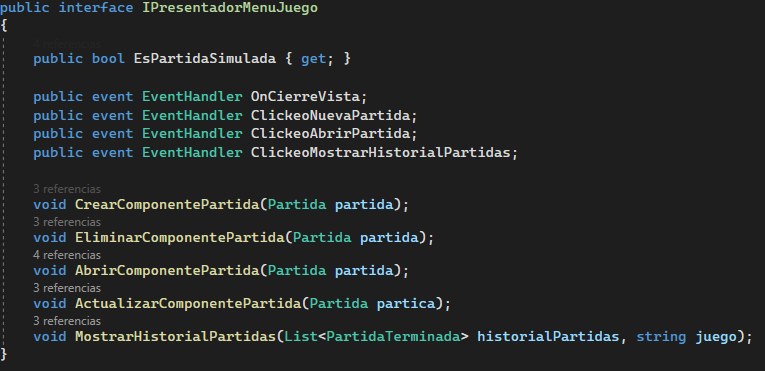 public interface IPresentadorMenuJuego
{
3 referencias
public bool EsPartidaSimulada { get; }
public event EventHandler OnCierreVista;
public event EventHandler ClickeoNuevaPartida;
public event EventHandler ClickeoAbrirPartida;
public event EventHandler ClickeoMostrarHistorialPartidas;
3 referencias
void CrearComponentePartida(Partida partida);
3 referencias
void EliminarComponentePartida(Partida partida);
4 referencias
void AbrirComponentePartida(Partida partida);
3 referencias
void ActualizarComponentePartida(Partida partica);
3 referencias
void MostrarHistorialPartidas(List<PartidaTerminada> historialPartidas, string juego);
}